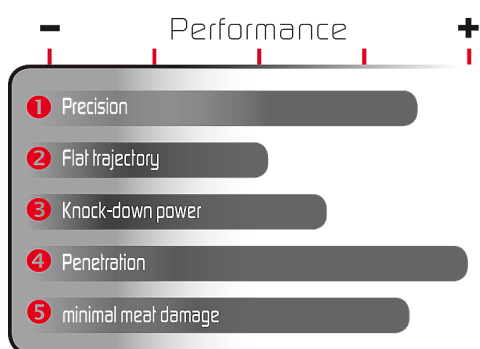 – Performance +
1 Precision
2 Flat trajectory
3 Knock-down power
4 Penetration
5 minimal meat damage